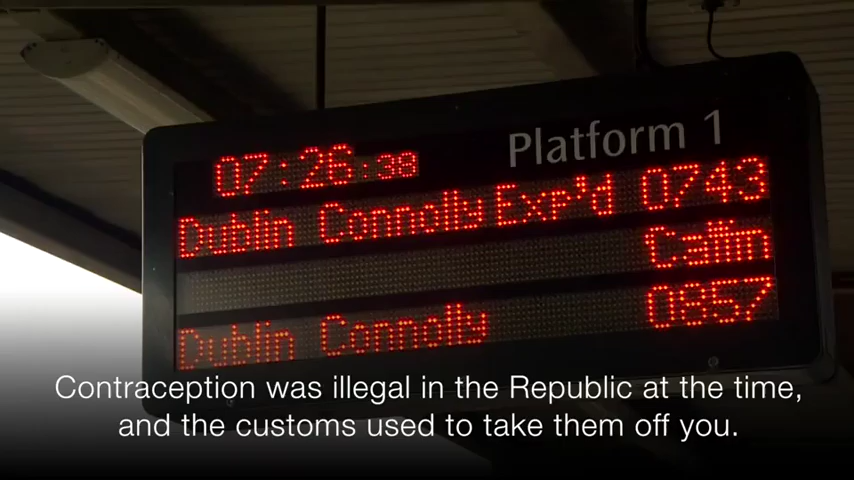 Platform 1
07:26:38
Dublin Connolly Exp'd 0743
Dublin Connolly 0857
Contraception was illegal in the Republic at the time,
and the customs used to take them off you.